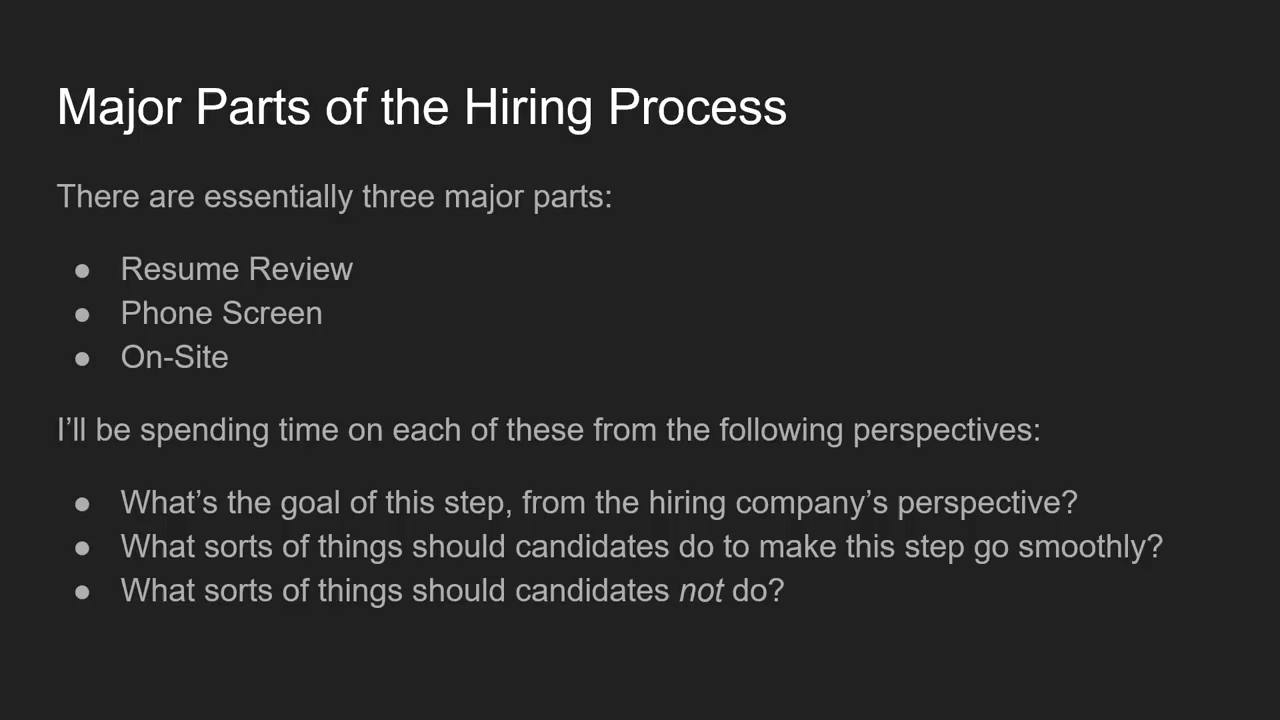 Major Parts of the Hiring Process
There are essentially three major parts:
● Resume Review
● Phone Screen
● On-Site
I’ll be spending time on each of these from the following perspectives:
● What’s the goal of this step, from the hiring company’s perspective?
● What sorts of things should candidates do to make this step go smoothly?
● What sorts of things should candidates not do?